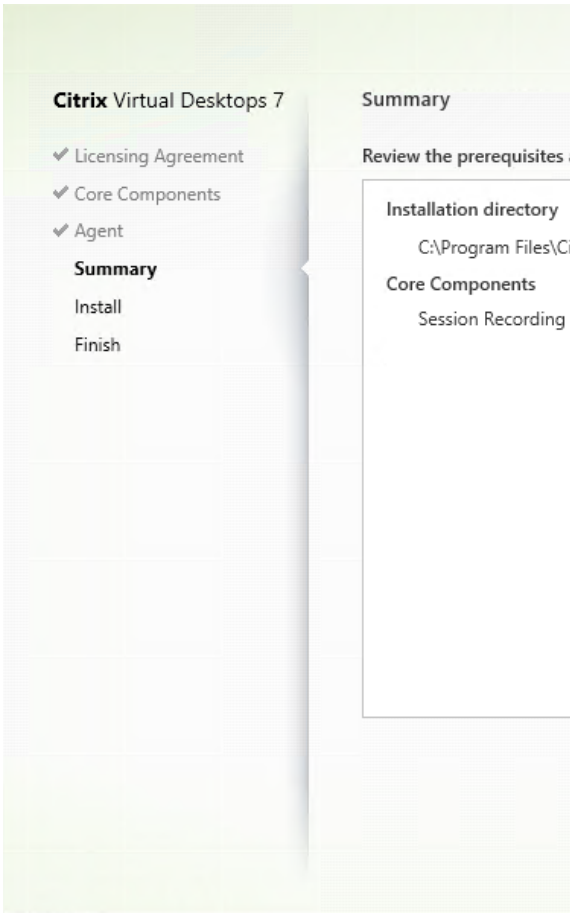 Citrix Virtual Desktops 7
Licensing Agreement
Core Components
Agent
Summary
Install
Finish
Summary
Review the prerequisites
Installation directory
C:\Program Files\Ci
Core Components
Session Recording